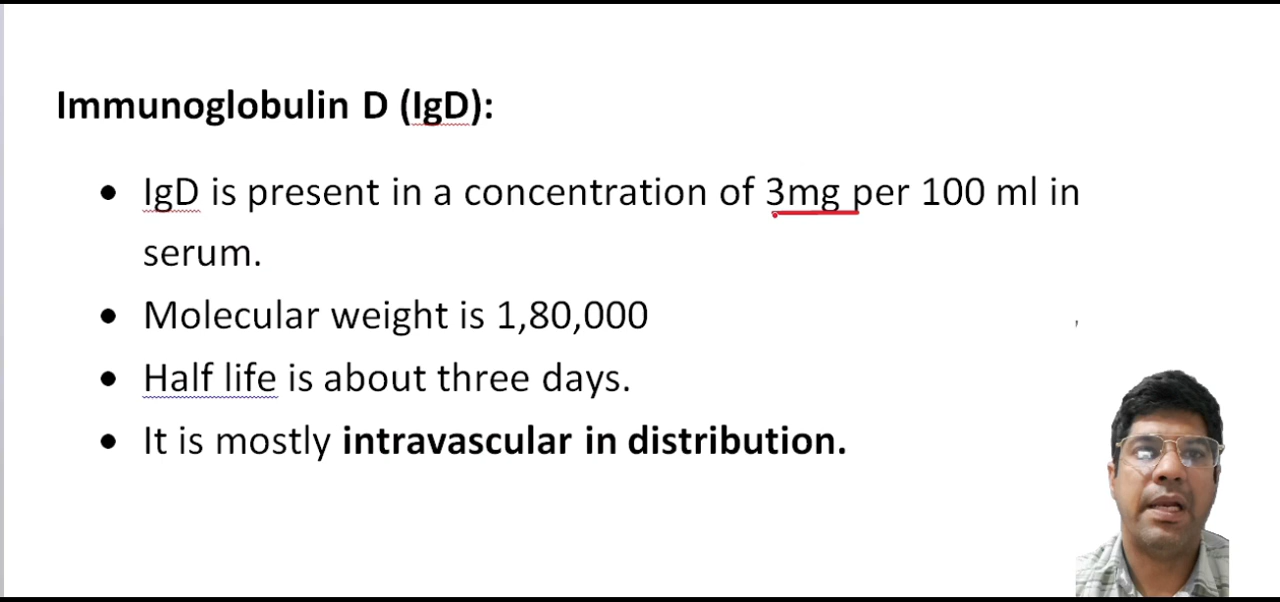 Immunoglobulin D (IgD):
• IgD is present in a concentration of 3mg per 100 ml in
serum.
• Molecular weight is 1,80,000
• Half life is about three days.
• It is mostly intravascular in distribution.